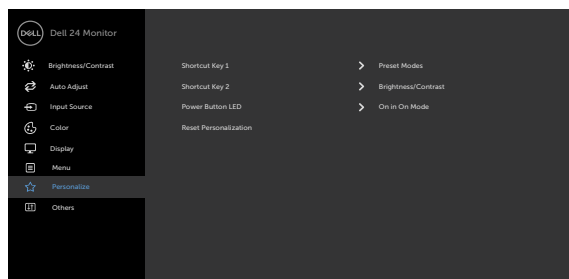 DELL Dell 24 Monitor
Brightness/Contrast
Auto Adjust
Input Source
Color
Display
Menu
Personalize
Others
Shortcut Key 1 Preset Modes
Shortcut Key 2 Brightness/Contrast
Power Button LED On in On Mode
Reset Personalization